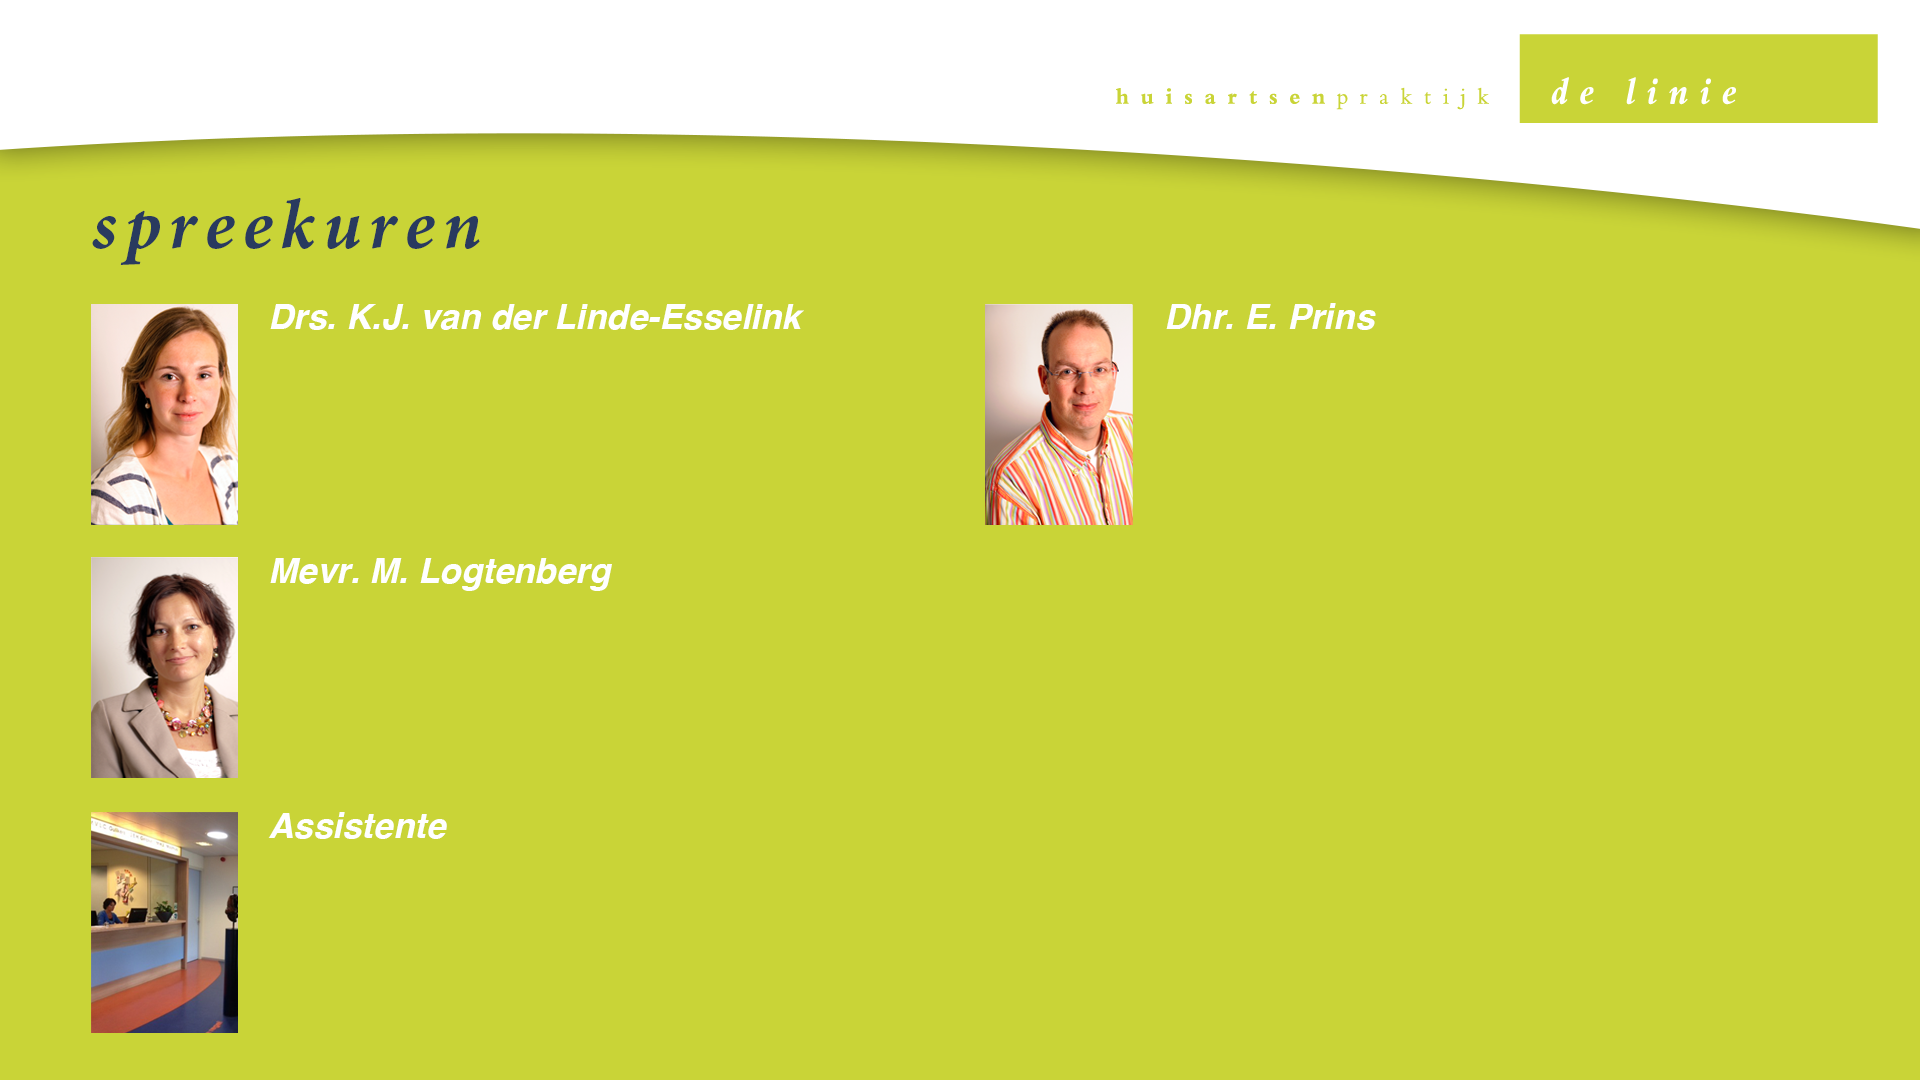 huisartsenpraktijk de linie
spreekuren
Drs. K.J. van der Linde-Esselink
Dhr. E. Prins
Mevr. M. Logtenberg
Assistente